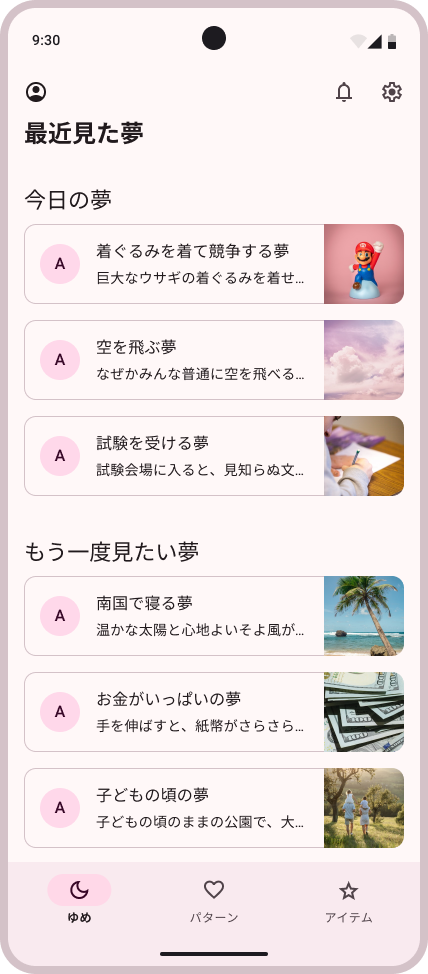 9:30
最近見た夢
今日の夢
A
着ぐるみを着て競争する夢
巨大なウサギの着ぐるみを着せ...
A
空を飛ぶ夢
なぜかみんな普通に空を飛べる...
A
試験を受ける夢
試験会場に入ると、見知らぬ文...
もう一度見たい夢
A
南国で寝る夢
温かな太陽と心地よいそよ風が...
A
お金がいっぱいの夢
手を伸ばすと、紙幣がさらさら...
A
子どもの頃の夢
子どもの頃のままの公園で、大...
ゆめ
パターン
アイテム